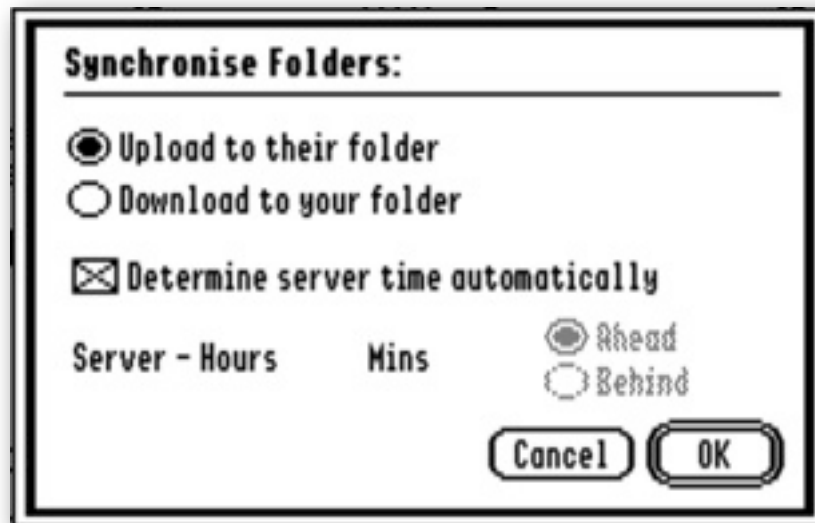 Synchronise Folders:
Upload to their folder
Download to your folder
Determine server time automatically
Server - Hours Mins
Ahead
Behind
Cancel OK